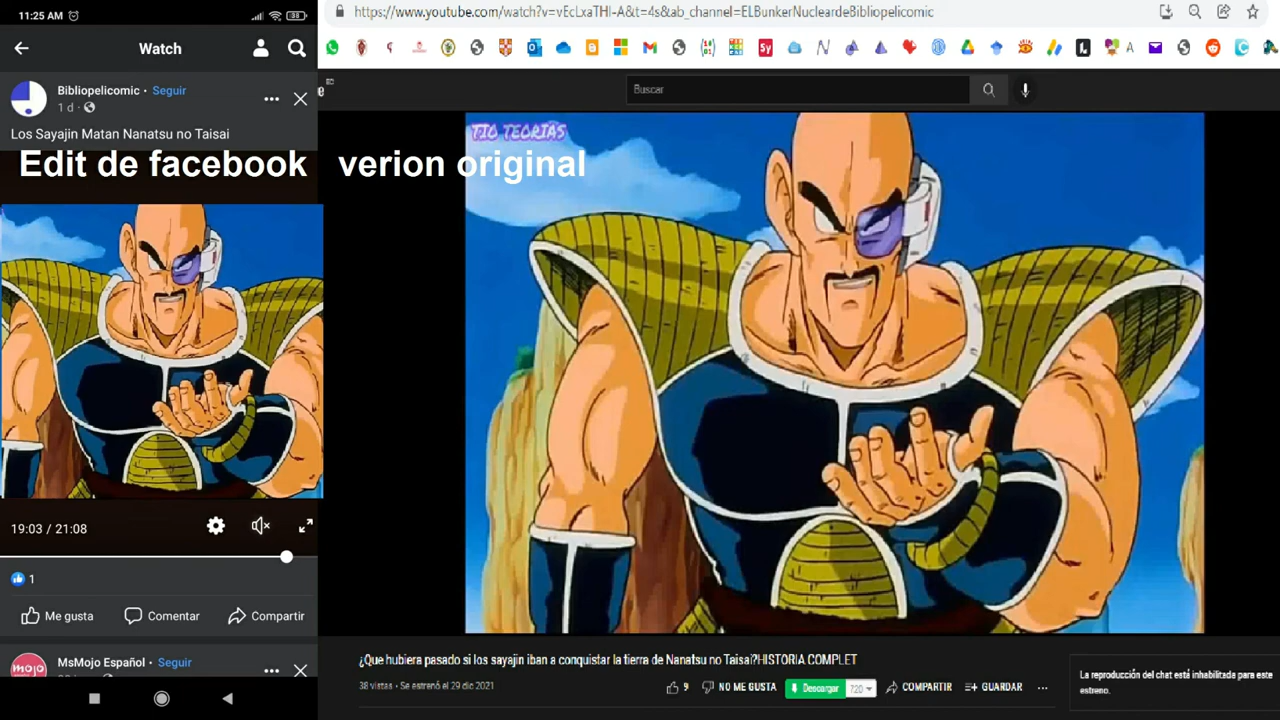 11:25 AM
38
Watch
Bibliopelicomic · Seguir
1 d ·
Los Sayajin Matan Nanatsu no Taisai
Edit de facebook
19:03 / 21:08
1
Me gusta
Comentar
Compartir
mojo
MsMojo Español · Seguir
https://www.youtube.com/watch?v=vEcLxaTHI-A&t=4s&ab_channel=ELBunkerNucleardeBibliopelicomic
Sy
A
e
Buscar
TIO TEORIAS
verion original
¿Que hubiera pasado si los sayajin iban a conquistar la tierra de Nanatsu no Taisai?HISTORIA COMPLET
38 vistas • Se estrenó el 29 dic 2021
9
NO ME GUSTA
Descargar
720
COMPARTIR
GUARDAR
La reproducción del chat está inhabilitada para este
estreno.